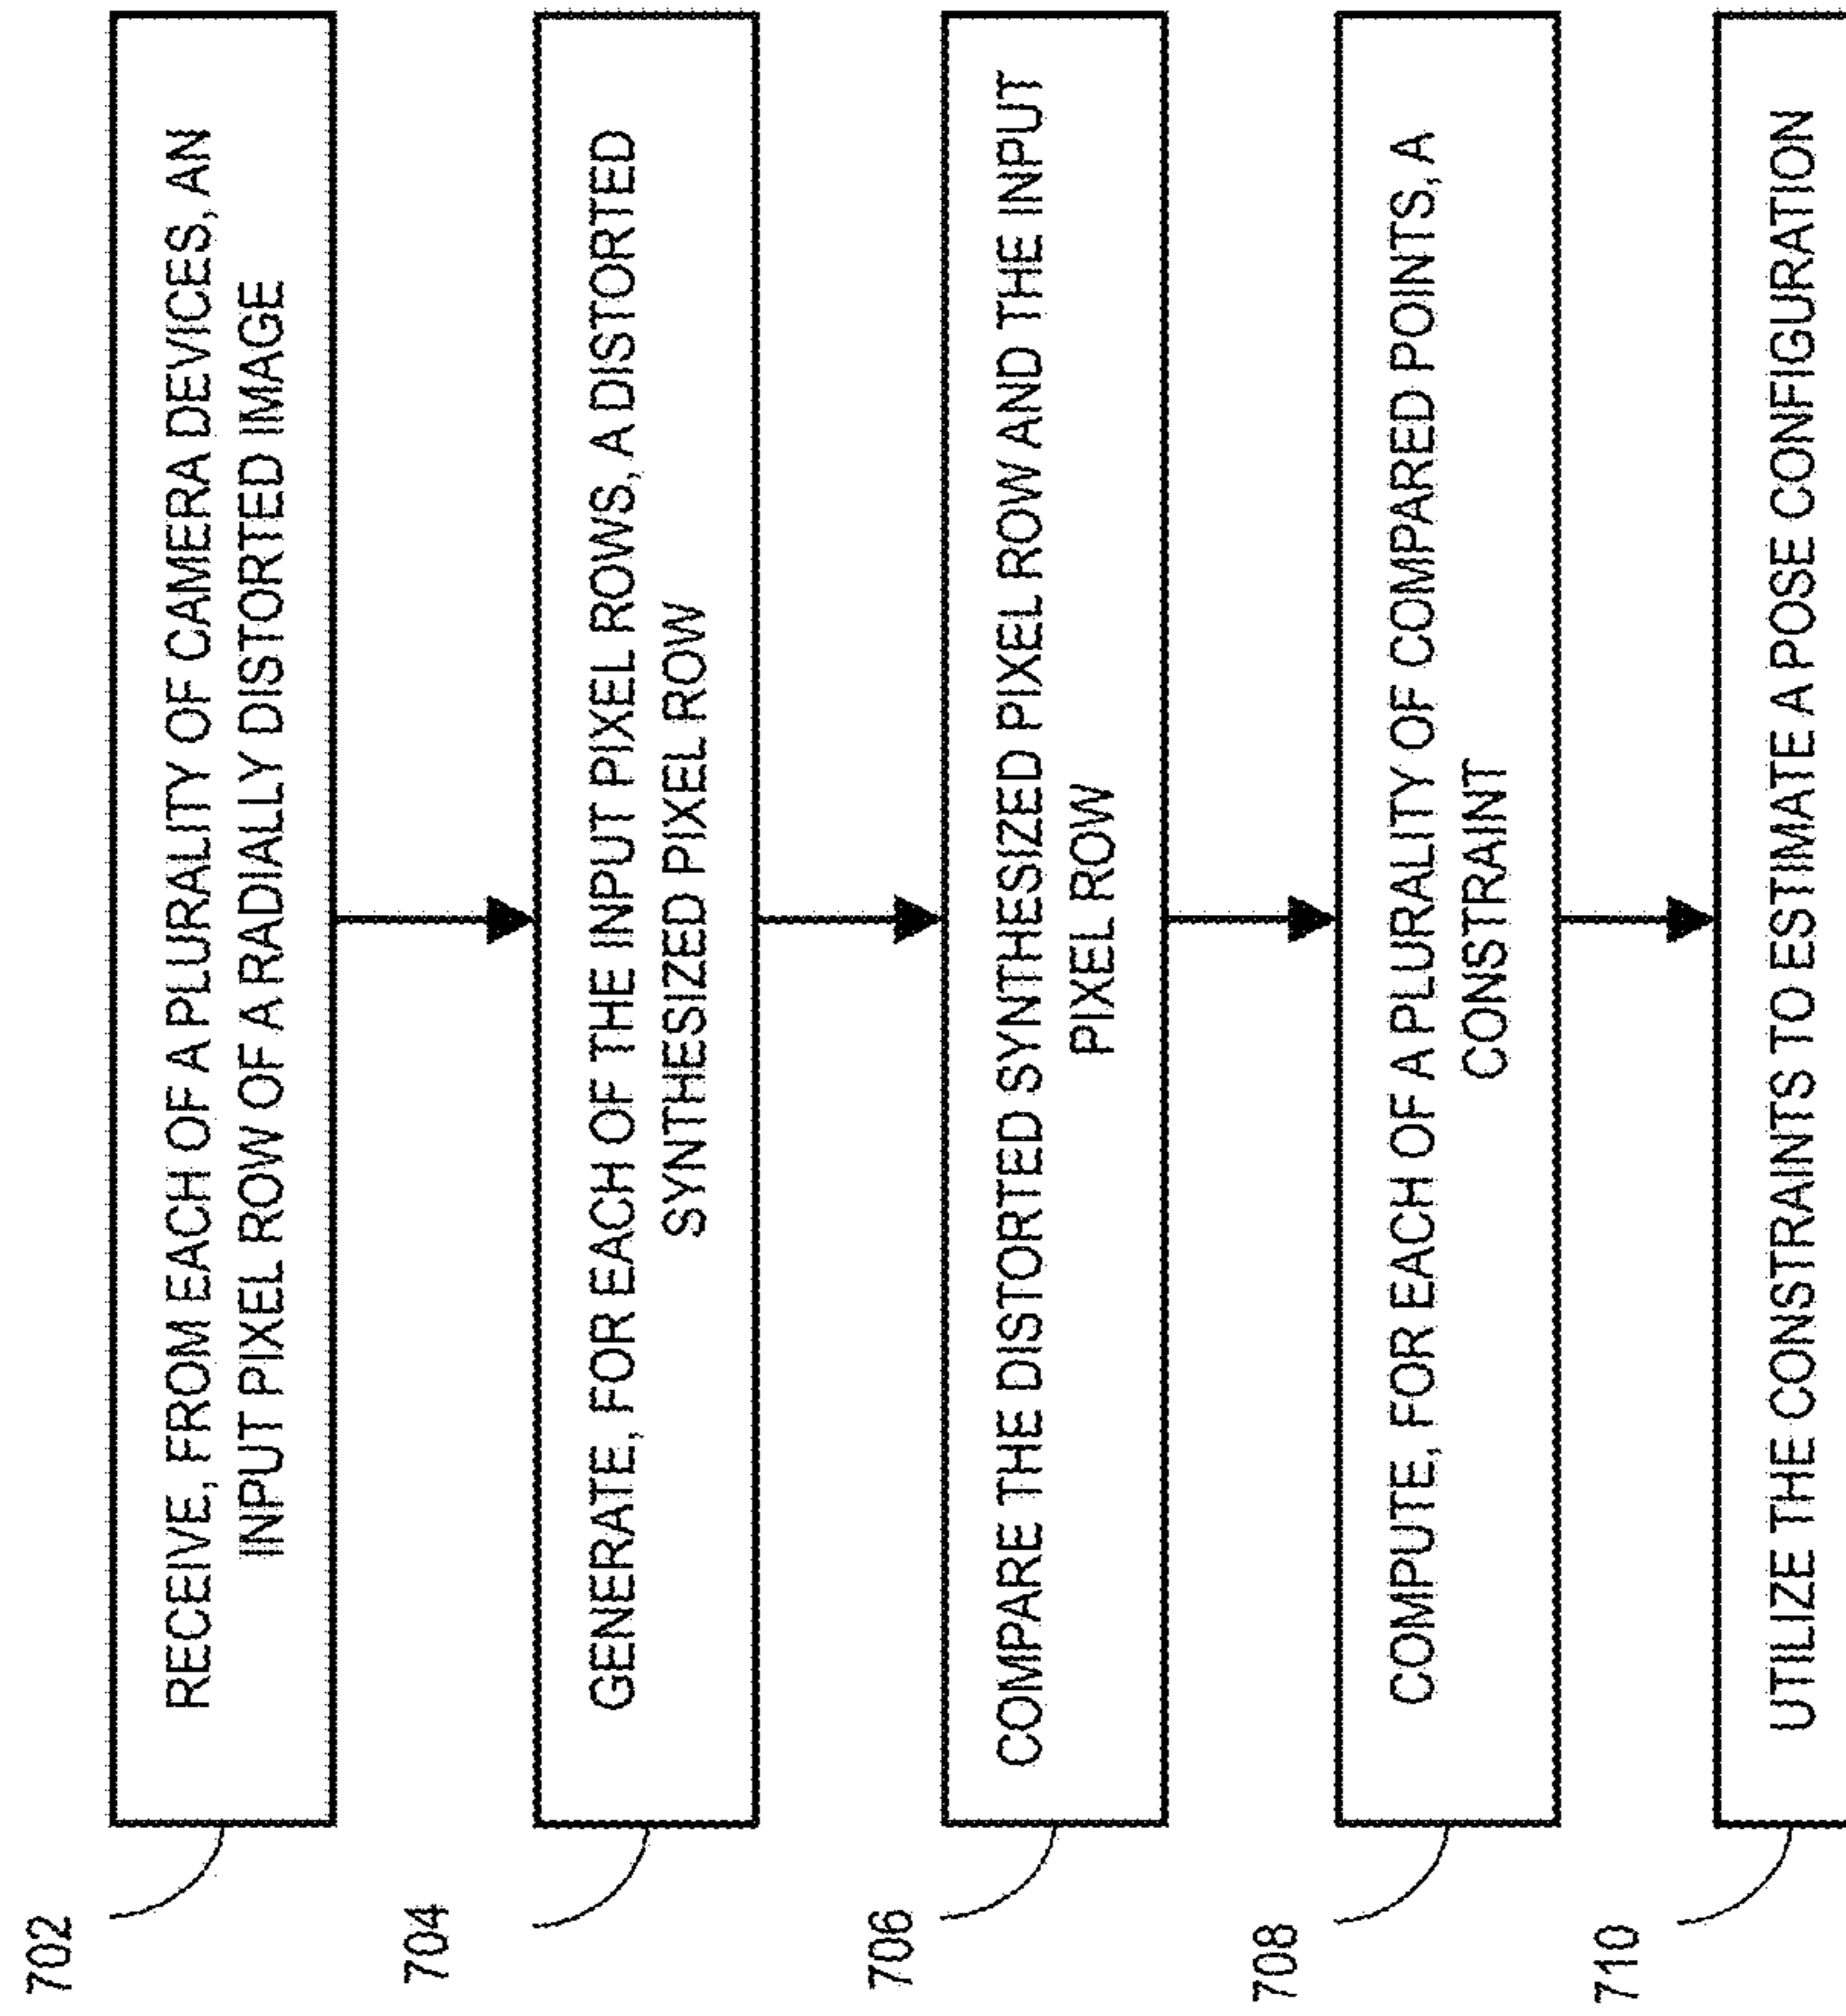 702
RECEIVE, FROM EACH OF A PLURALITY OF CAMERA DEVICES, AN
INPUT PIXEL ROW OF A RADIALLY DISTORTED IMAGE
704
GENERATE, FOR EACH OF THE INPUT PIXEL ROWS, A DISTORTED
SYNTHESIZED PIXEL ROW
706
COMPARE THE DISTORTED SYNTHESIZED PIXEL ROW AND THE INPUT
PIXEL ROW
708
COMPUTE, FOR EACH OF A PLURALITY OF COMPARED POINTS, A
CONSTRAINT
710
UTILIZE THE CONSTRAINTS TO ESTIMATE A POSE CONFIGURATION